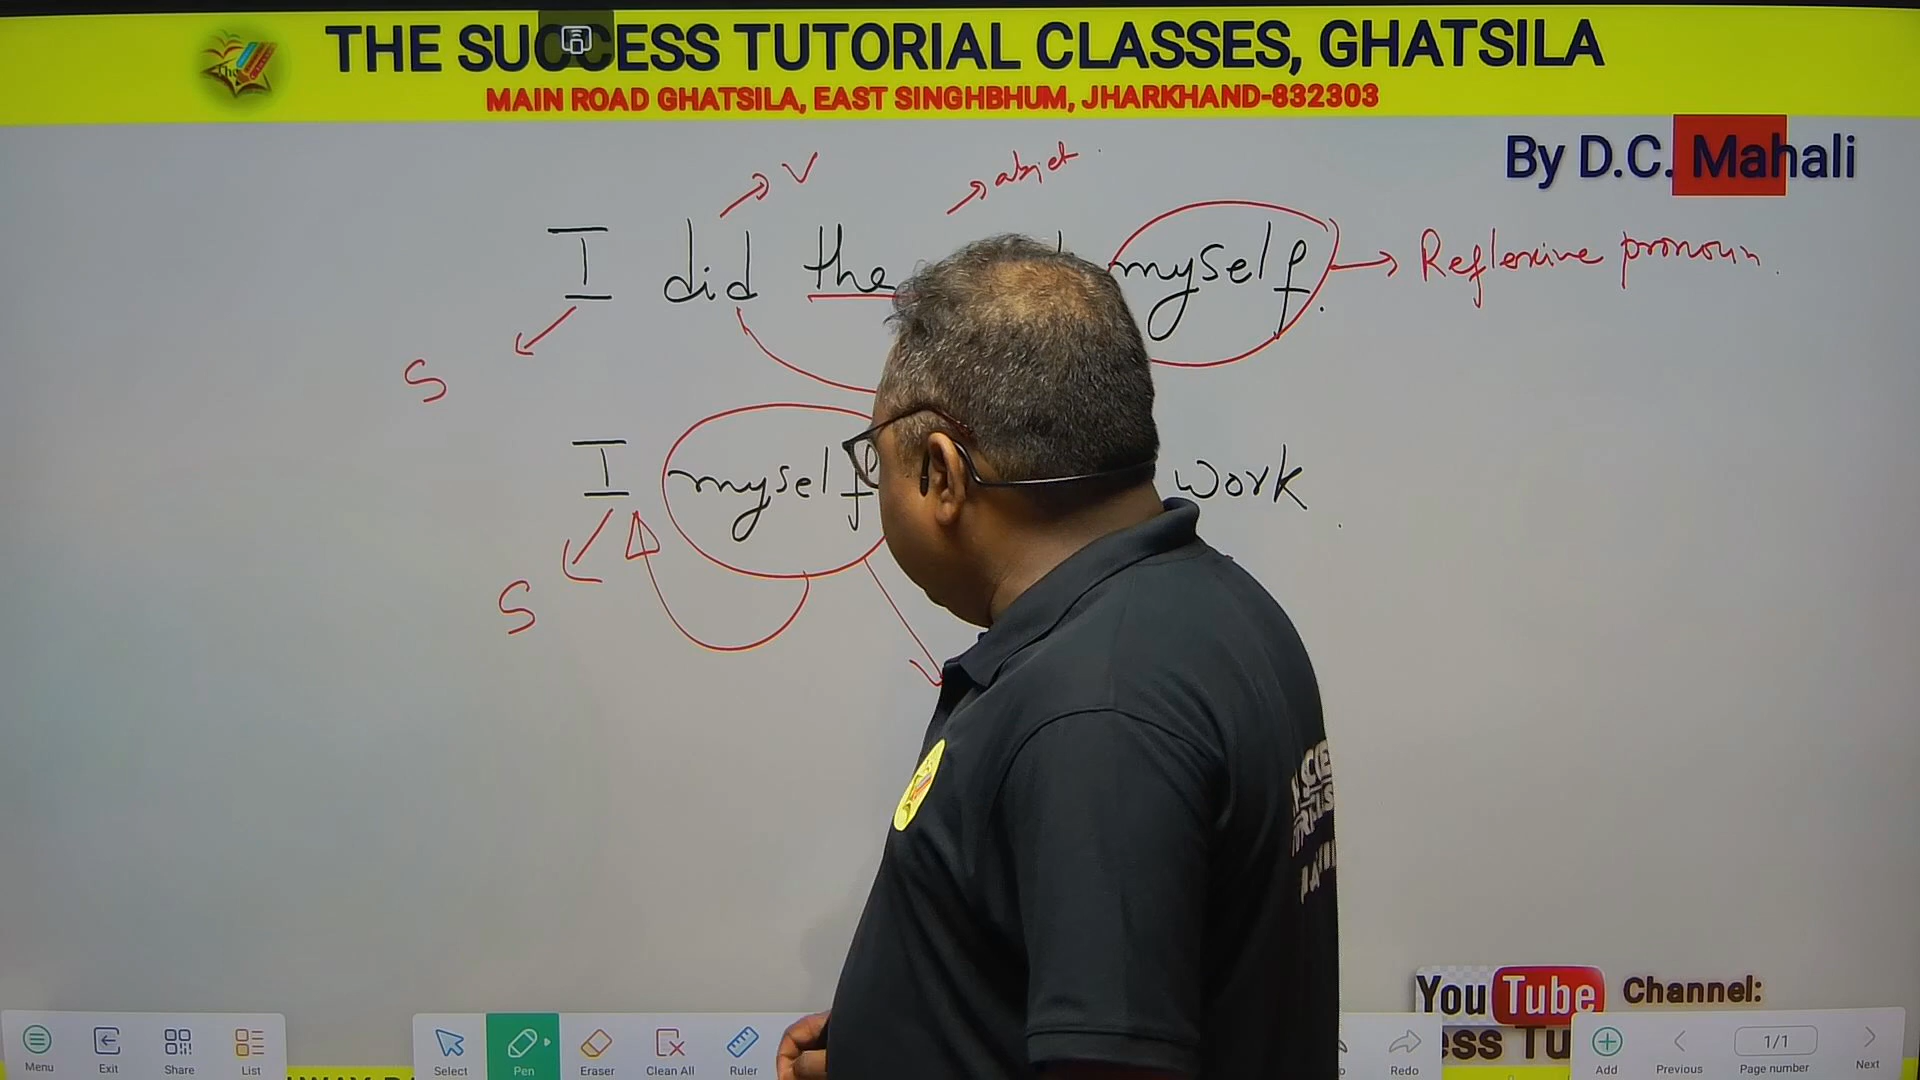 THE SUCCESS TUTORIAL CLASSES, GHATSILA
MAIN ROAD GHATSILA, EAST SINGHBHUM, JHARKHAND-832303
By D.C. Mahali
V
I did the myself. → Reflexive pronoun.
S
I myself work.
S
YouTube Channel:
ess Tu
Menu Exit Share List Select Pen Eraser Clean All Ruler Redo Add Previous Page number Next
1/1